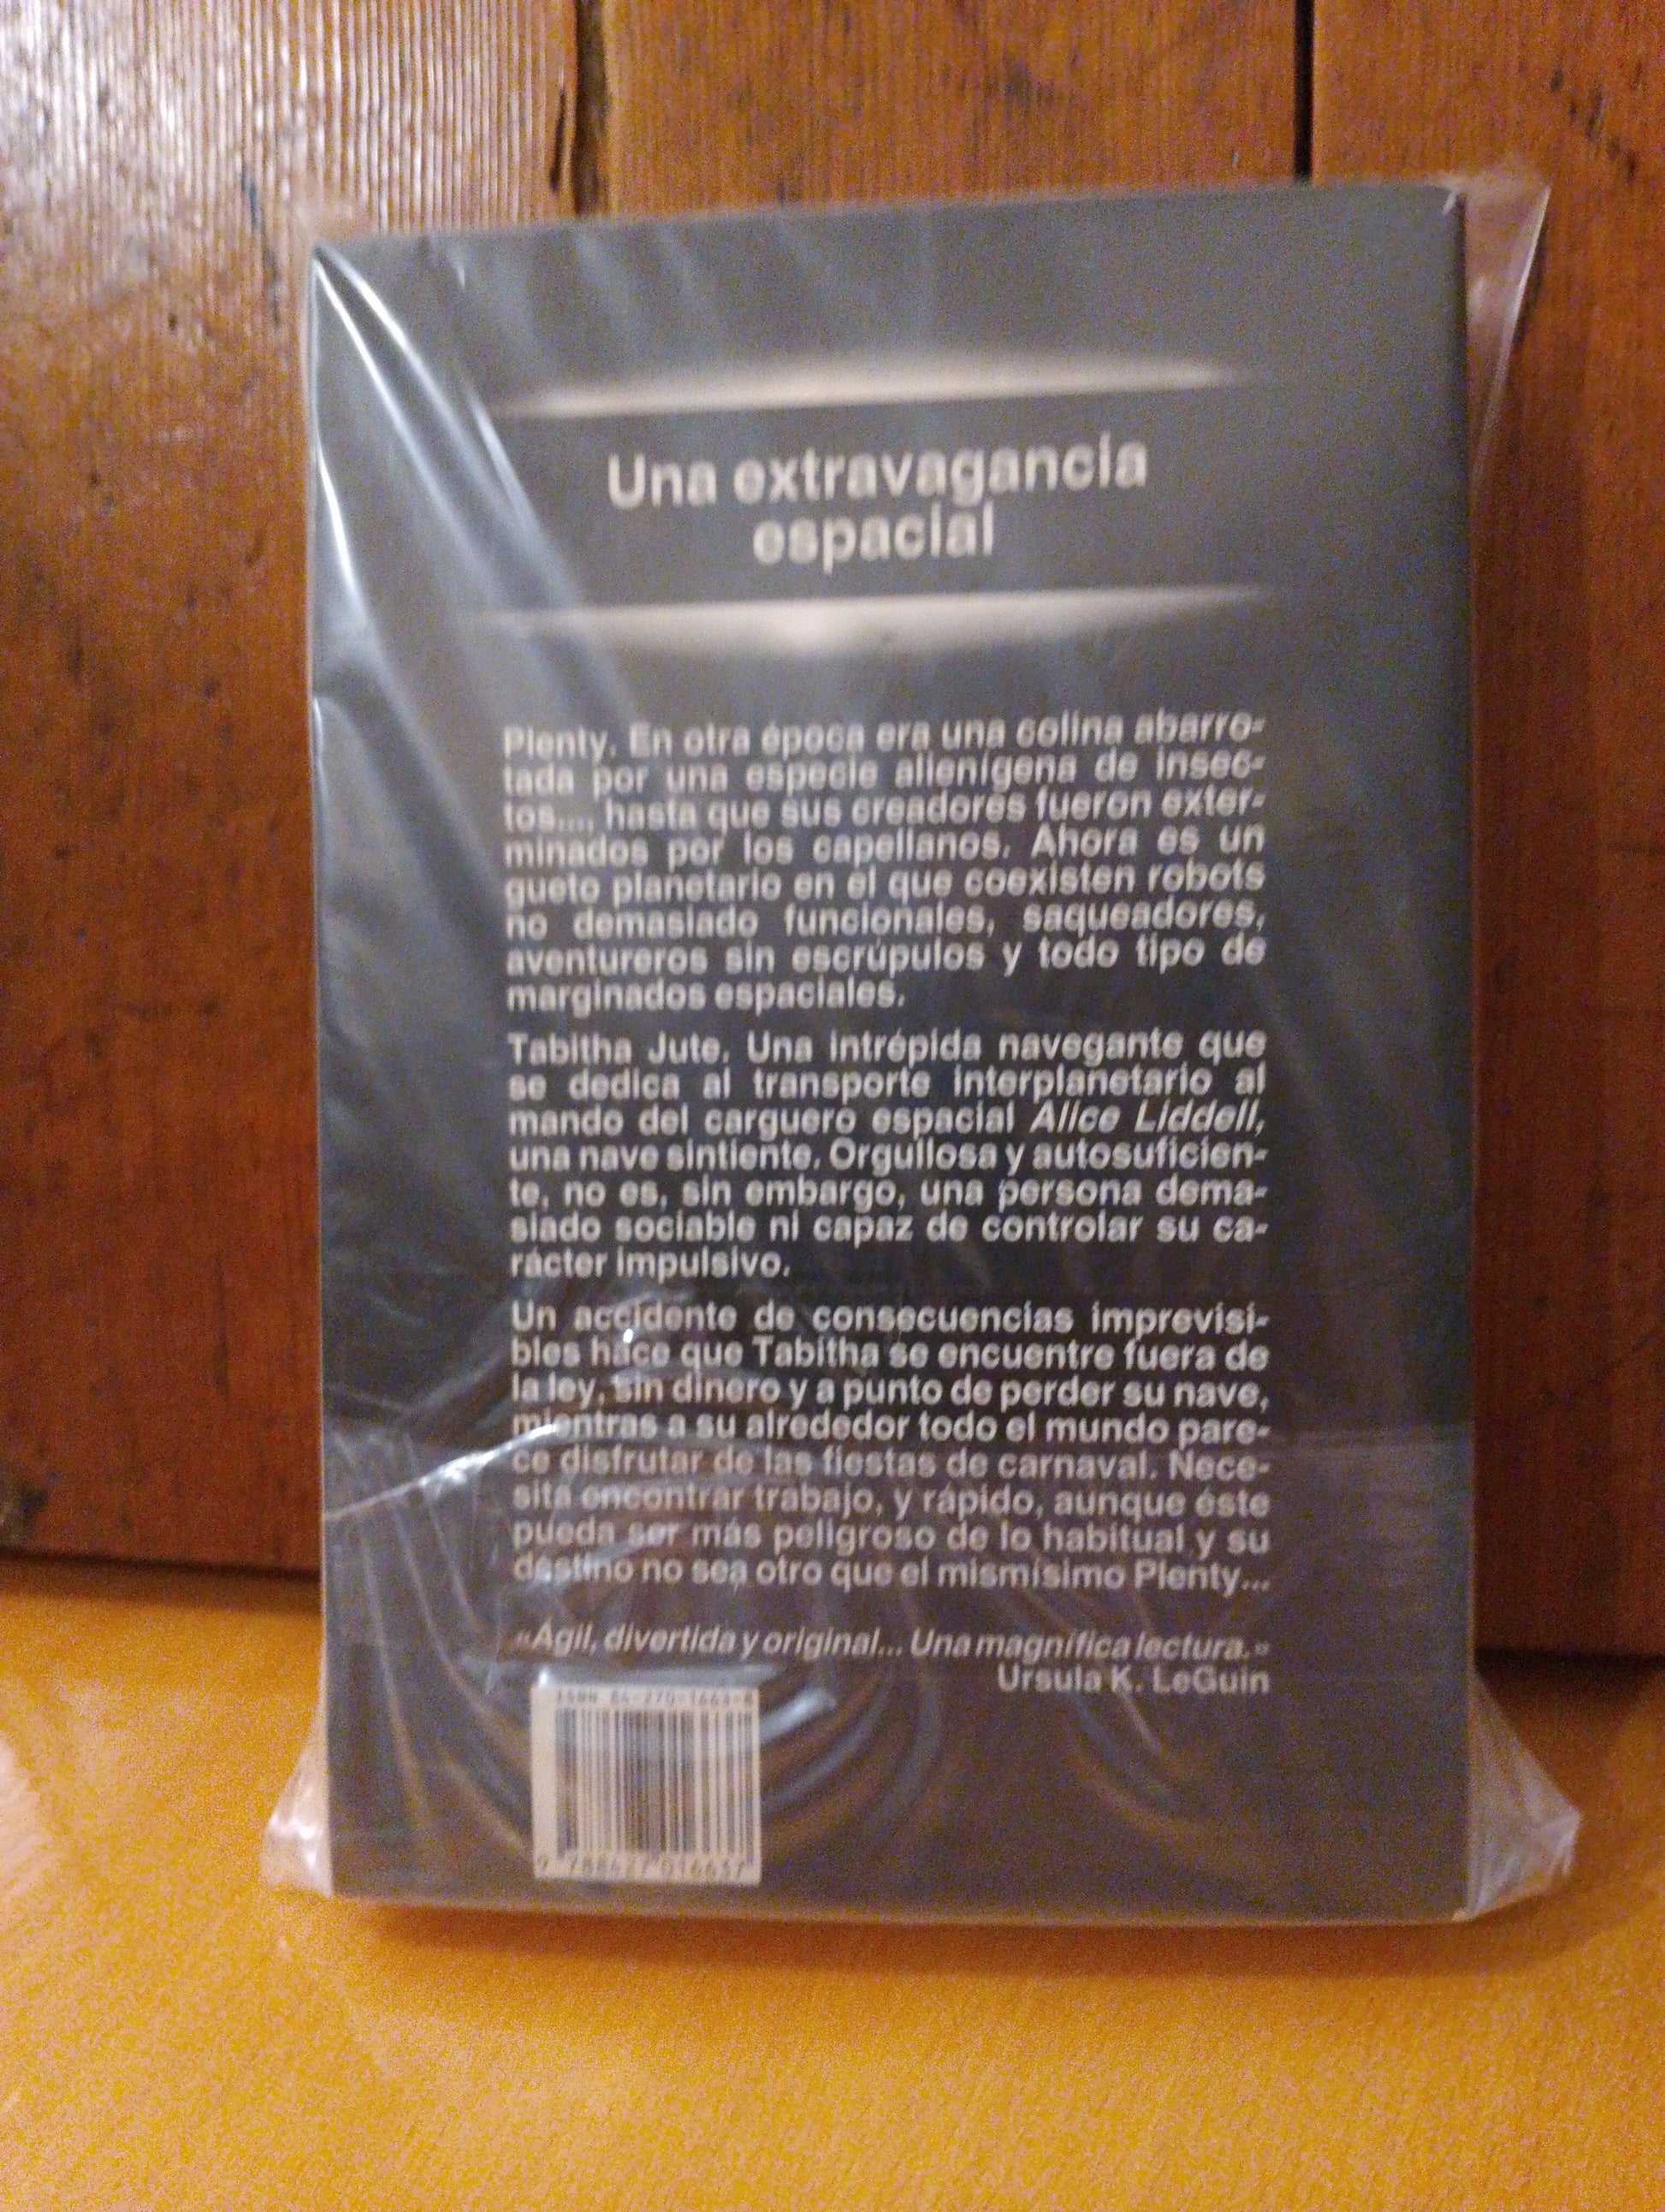 Una extravagancia
espacial
Plenty. En otra época era una colina abarro-
tada por una especie alienígena de insec-
tos..., hasta que sus creadores fueron exter-
minados por los capellanos. Ahora es un
gueto planetario en el que coexisten robots
no demasiado funcionales, saqueadores,
aventureros sin escrúpulos y todo tipo de
marginados espaciales.
Tabitha Jute. Una intrépida navegante que
se dedica al transporte interplanetario al
mando del carguero espacial Alice Liddell,
una nave sintiente. Orgullosa y autosuficien-
te, no es, sin embargo, una persona dema-
siado sociable ni capaz de controlar su ca-
rácter impulsivo.
Un accidente de consecuencias imprevisi-
bles hace que Tabitha se encuentre fuera de
la ley, sin dinero y a punto de perder su nave,
mientras a su alrededor todo el mundo pare-
ce disfrutar de las fiestas de carnaval. Nece-
sita encontrar trabajo, y rápido, aunque éste
pueda ser más peligroso de lo habitual y su
destino no sea otro que el mismísimo Plenty...
«Ágil, divertida y original... Una magnífica lectura.»
Ursula K. LeGuin
ISBN 84-270-1663-8
9 788427 016637